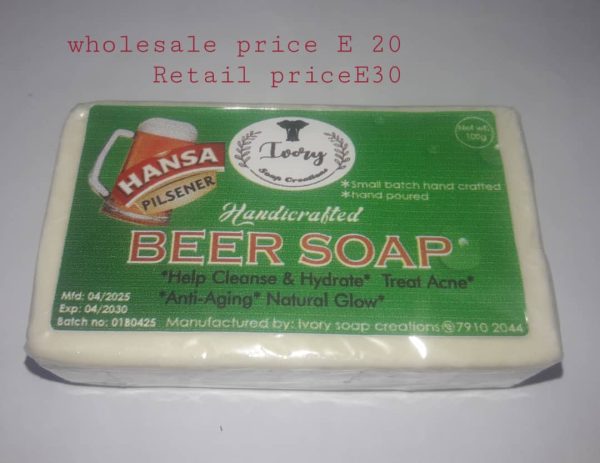 wholesale price E 20
Retail priceE30
HANSA
PILSENER
Ivory
Soap Creations
Net wt:
100g
*Small batch hand crafted
*hand poured
Handicrafted
BEER SOAP
*Help Cleanse & Hydrate* Treat Acne*
*Anti-Aging* Natural Glow*
Mfd: 04/2025
Exp: 04/2030
Batch no: 01B0425
Manufactured by: Ivory soap creations 7910 2044